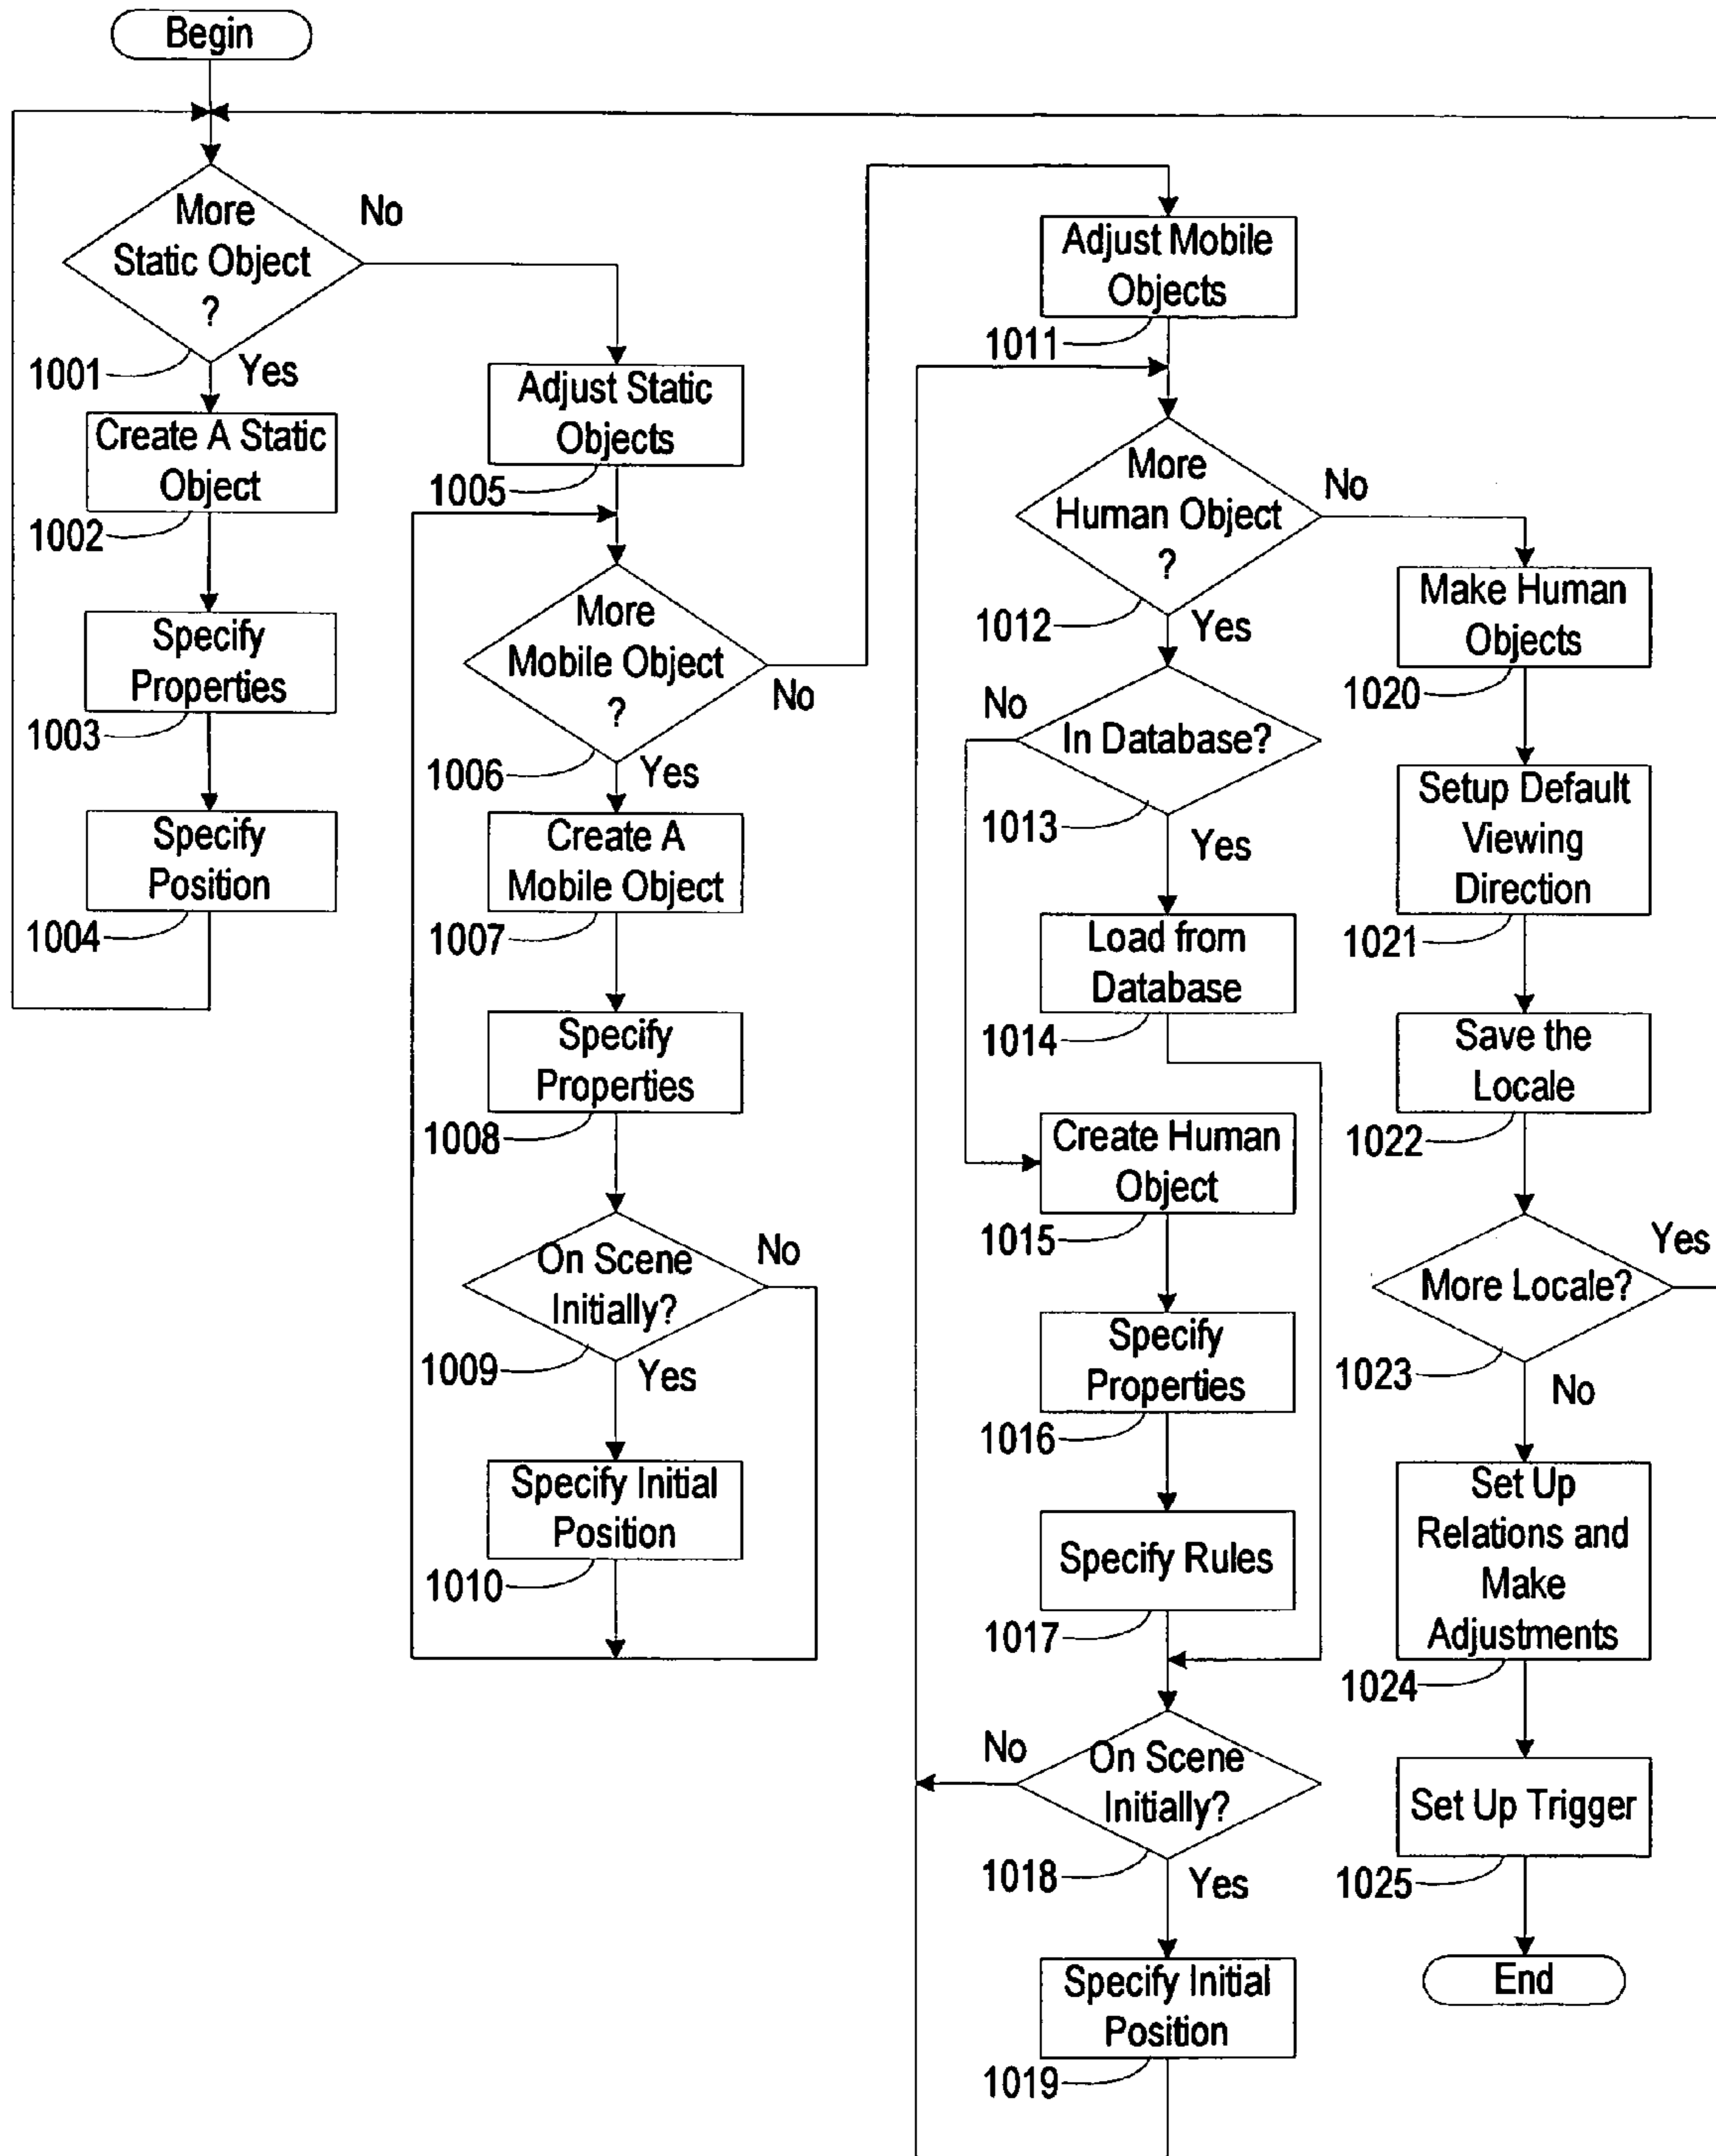 Begin
More
Static Object
?
No
1001
Yes
Create A Static
Object
1002
Specify
Properties
1003
Specify
Position
1004
Adjust Static
Objects
1005
More
Mobile Object
?
No
1006
Yes
Create A
Mobile Object
1007
Specify
Properties
1008
On Scene
Initially?
No
1009
Yes
Specify Initial
Position
1010
Adjust Mobile
Objects
1011
More
Human Object
?
No
1012
Yes
No
In Database?
1013
Yes
Load from
Database
1014
Create Human
Object
1015
Specify
Properties
1016
Specify Rules
1017
No
On Scene
Initially?
1018
Yes
Specify Initial
Position
1019
Make Human
Objects
1020
Setup Default
Viewing
Direction
1021
Save the
Locale
1022
Yes
More Locale?
1023
No
Set Up
Relations and
Make
Adjustments
1024
Set Up Trigger
1025
End